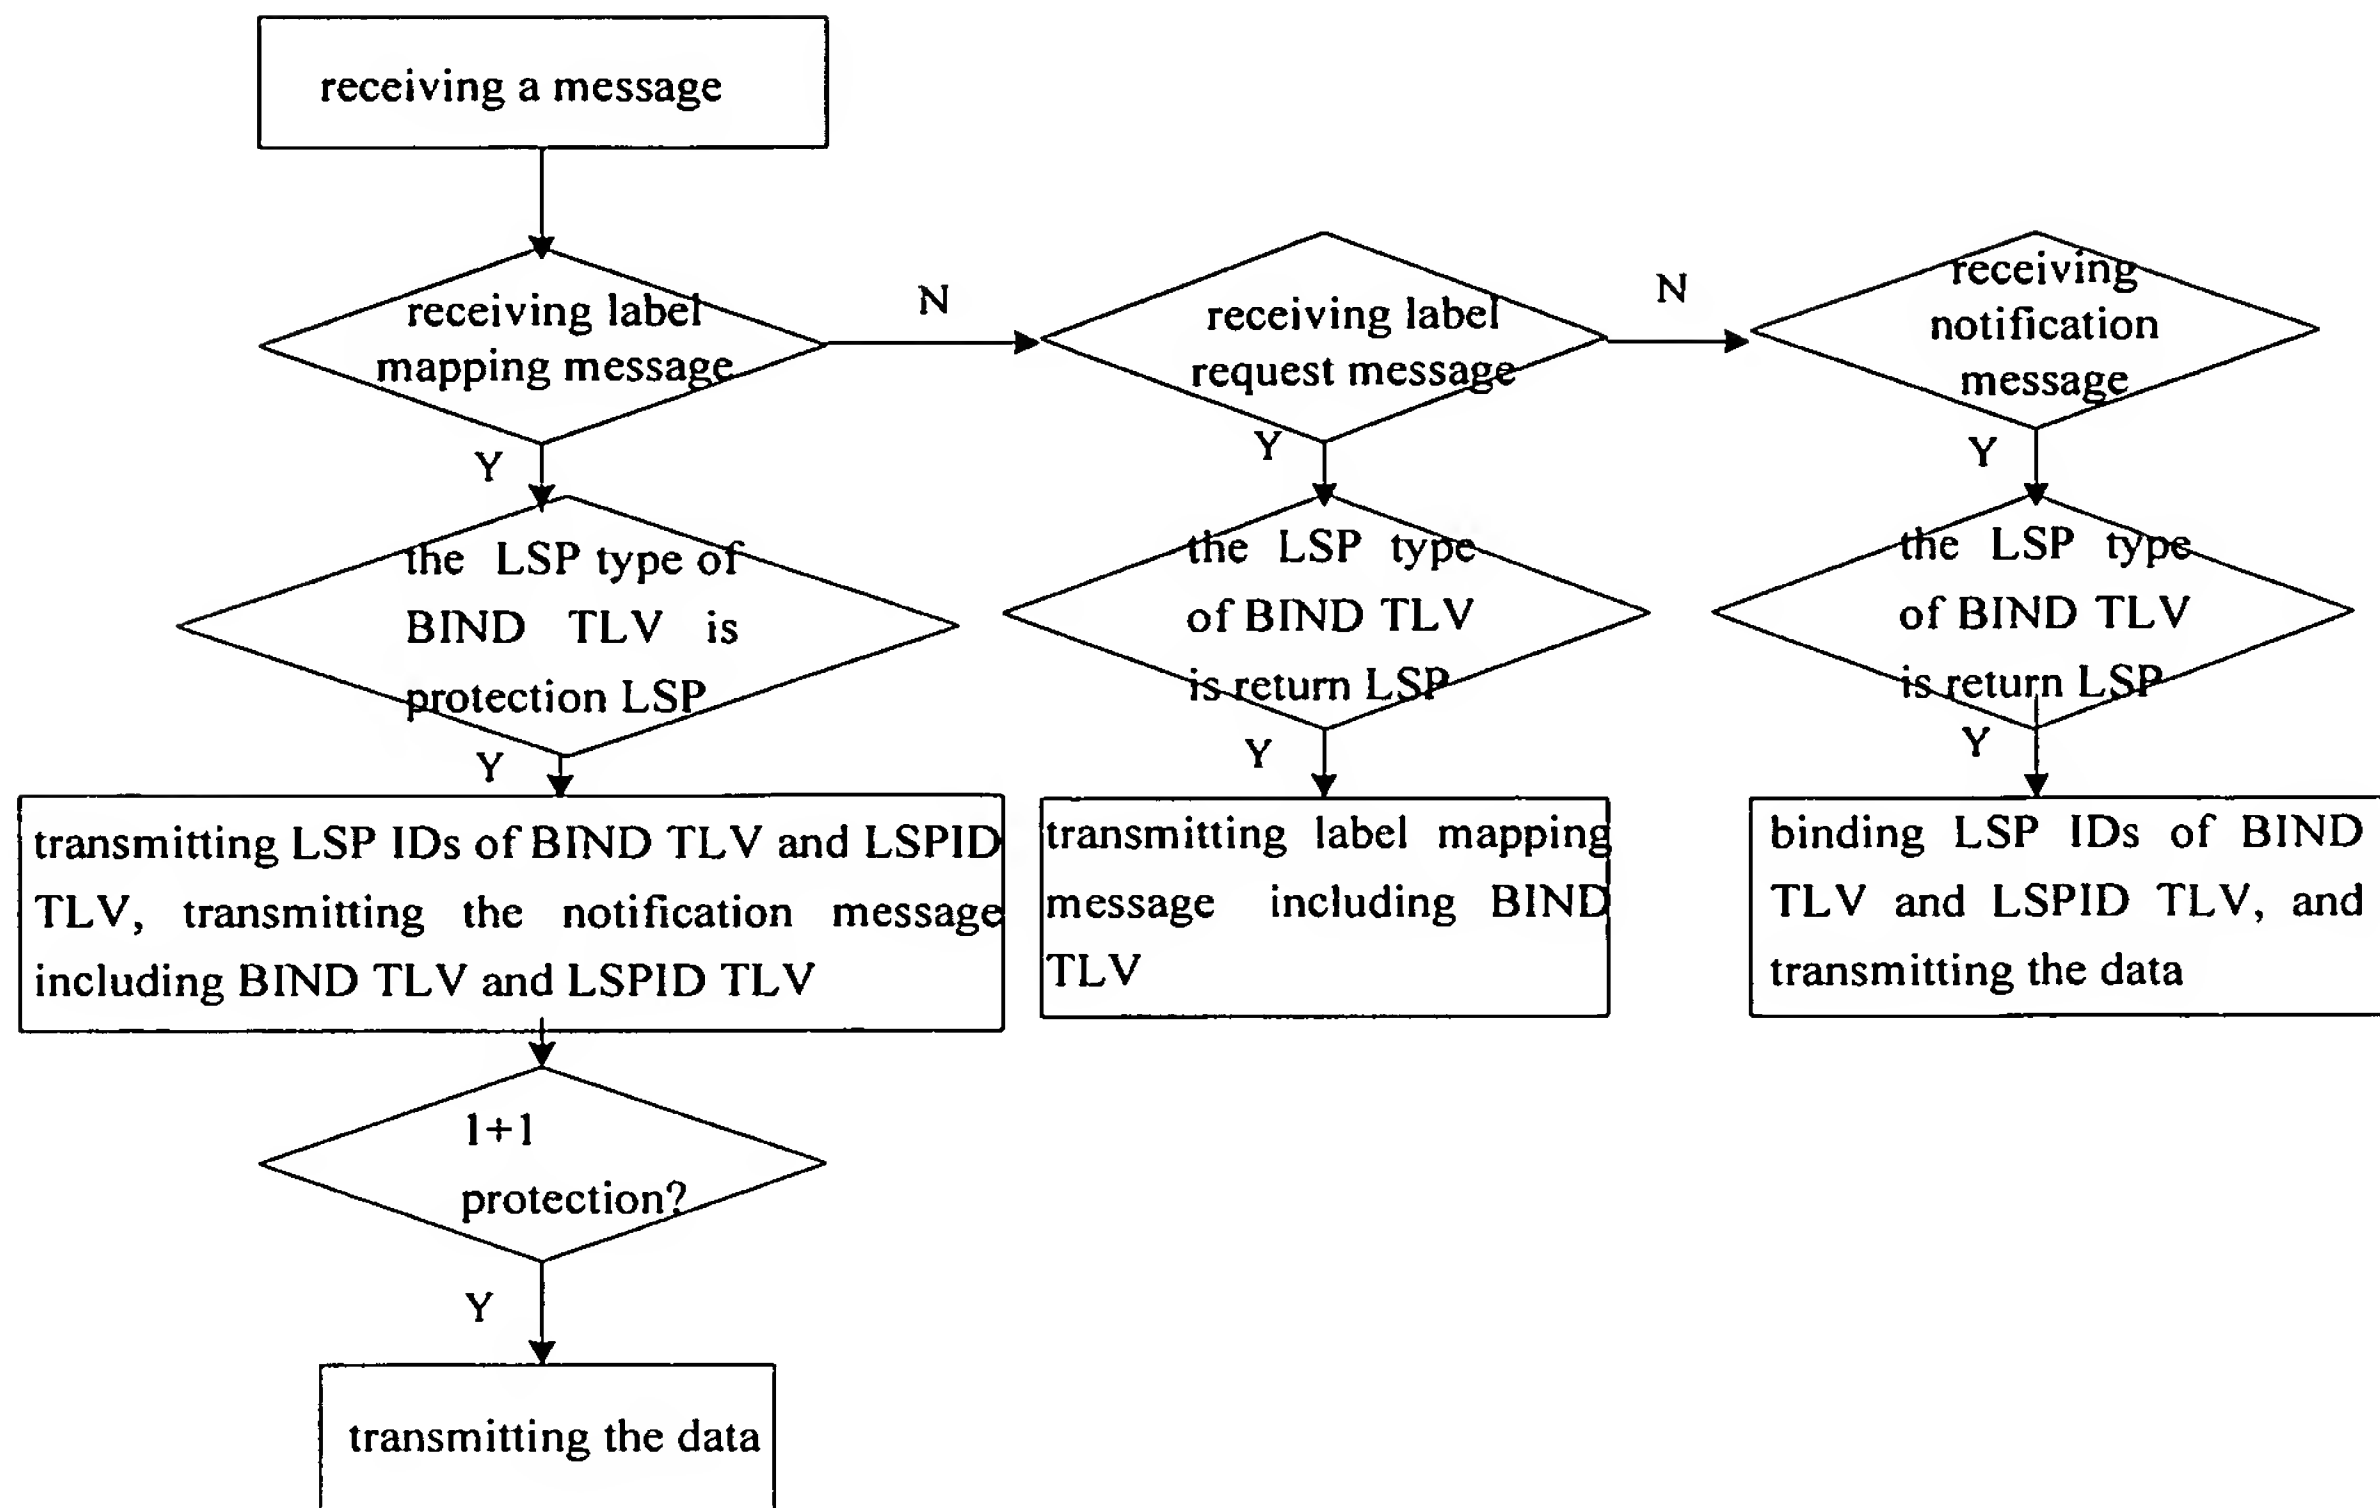 receiving a message
receiving label
mapping message
N
receiving label
request message
N
receiving
notification
message
Y
Y
Y
the LSP type of
BIND TLV is
protection LSP
the LSP type
of BIND TLV
is return LSP
the LSP type
of BIND TLV
is return LSP
Y
Y
Y
transmitting LSP IDs of BIND TLV and LSPID
TLV, transmitting the notification message
including BIND TLV and LSPID TLV
transmitting label mapping
message including BIND
TLV
binding LSP IDs of BIND
TLV and LSPID TLV, and
transmitting the data
1+1
protection?
Y
transmitting the data